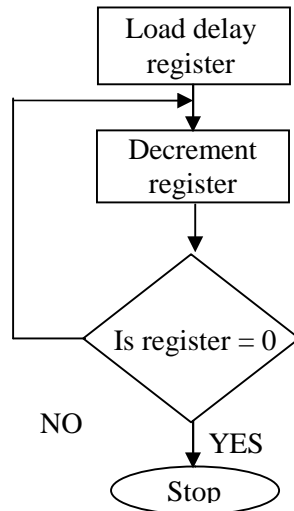 Load delay
register
Decrement
register
Is register = 0
NO
YES
Stop